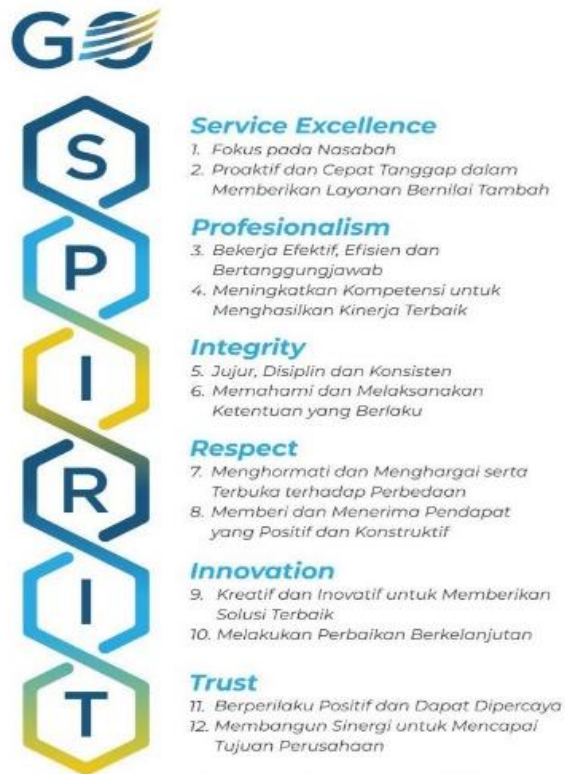 GO
S
Service Excellence
1. Fokus pada Nasabah
2. Proaktif dan Cepat Tanggap dalam
Memberikan Layanan Bernilai Tambah
P
Profesionalism
3. Bekerja Efektif, Efisien dan
Bertanggungjawab
4. Meningkatkan Kompetensi untuk
Menghasilkan Kinerja Terbaik
I
Integrity
5. Jujur, Disiplin dan Konsisten
6. Memahami dan Melaksanakan
Ketentuan yang Berlaku
R
Respect
7. Menghormati dan Menghargai serta
Terbuka terhadap Perbedaan
8. Memberi dan Menerima Pendapat
yang Positif dan Konstruktif
I
Innovation
9. Kreatif dan Inovatif untuk Memberikan
Solusi Terbaik
10. Melakukan Perbaikan Berkelanjutan
T
Trust
11. Berperilaku Positif dan Dapat Dipercaya
12. Membangun Sinergi untuk Mencapai
Tujuan Perusahaan